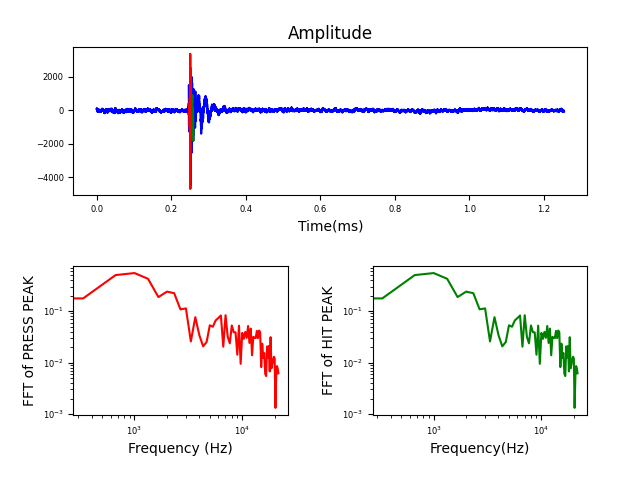 Amplitude
2000
0
−2000
−4000
0.0 0.2 0.4 0.6 0.8 1.0 1.2
Time(ms)
FFT of PRESS PEAK
10⁻¹
10⁻²
10⁻³
10³ 10⁴
Frequency (Hz)
FFT of HIT PEAK
10⁻¹
10⁻²
10⁻³
10³ 10⁴
Frequency(Hz)